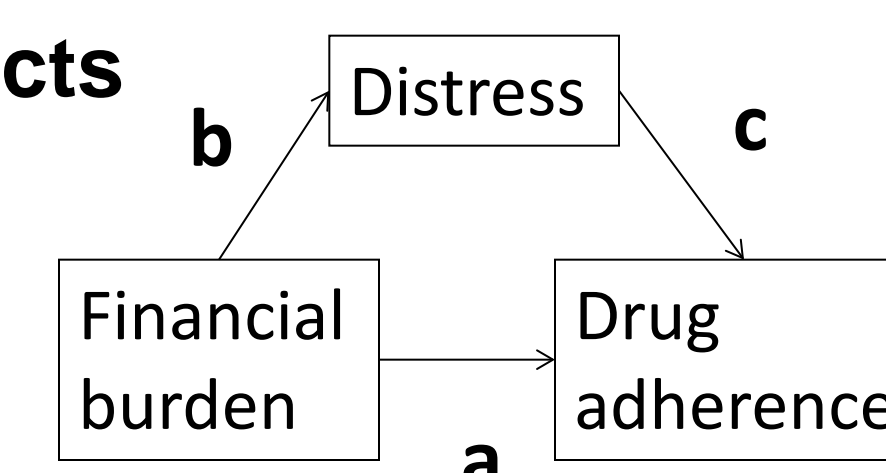 cts
Distress
b
c
Financial
burden
Drug
adherence
a